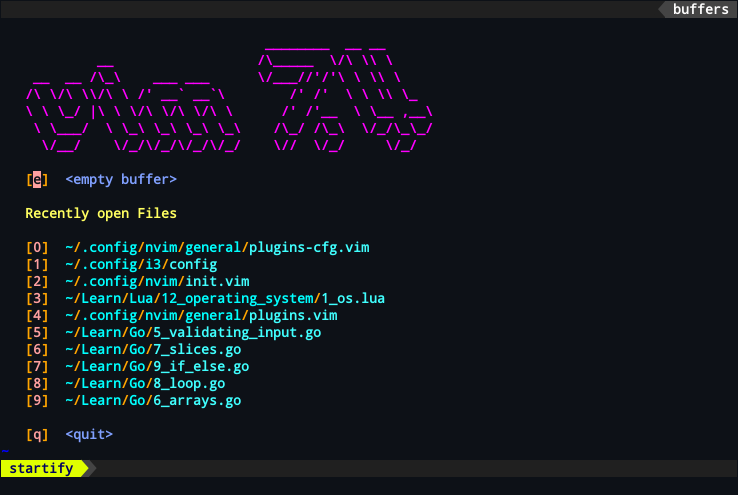 buffers
[e] <empty buffer>
Recently open Files
[0] ~/.config/nvim/general/plugins-cfg.vim
[1] ~/.config/i3/config
[2] ~/.config/nvim/init.vim
[3] ~/Learn/Lua/12_operating_system/1_os.lua
[4] ~/.config/nvim/general/plugins.vim
[5] ~/Learn/Go/5_validating_input.go
[6] ~/Learn/Go/7_slices.go
[7] ~/Learn/Go/9_if_else.go
[8] ~/Learn/Go/8_loop.go
[9] ~/Learn/Go/6_arrays.go
[q] <quit>
~
startify